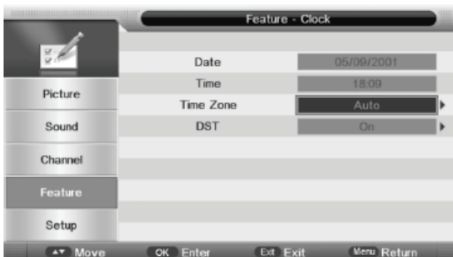 Feature - Clock
Date 05/09/2001
Time 18:09
Time Zone Auto
DST On
Picture
Sound
Channel
Feature
Setup
Move OK Enter Exit Exit Menu Return